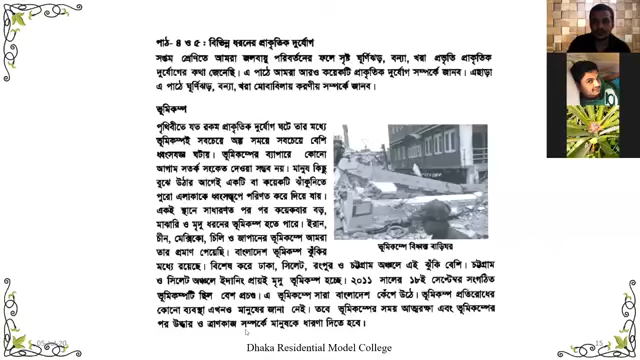 পাঠ- ৪ ও ৫ : বিভিন্ন ধরনের প্রাকৃতিক দুর্যোগ
সপ্তম শ্রেণিতে আমরা জলবায়ু পরিবর্তনের ফলে সৃষ্ট ঘূর্ণিঝড়, বন্যা, খরা প্রভৃতি প্রাকৃতিক
দুর্যোগের কথা জেনেছি। এ পাঠে আমরা আরও কয়েকটি প্রাকৃতিক দুর্যোগ সম্পর্কে জানব। এছাড়া
এ পাঠে ঘূর্ণিঝড়, বন্যা, খরা মোকাবিলায় করণীয় সম্পর্কে জানব।
ভূমিকম্প
পৃথিবীতে যত রকম প্রাকৃতিক দুর্যোগ ঘটে তার মধ্যে
ভূমিকম্পই সবচেয়ে অল্প সময়ে সবচেয়ে বেশি
ধ্বংসযজ্ঞ ঘটায়। ভূমিকম্পের ব্যাপারে কোনো
আগাম সতর্ক সংকেত দেওয়া সম্ভব নয়। মানুষ কিছু
বুঝে উঠার আগেই একটি বা কয়েকটি ঝাঁকুনিতে
পুরো এলাকাকে ধ্বংসস্তূপে পরিণত করে দিয়ে যায়।
একই স্থানে সাধারণত পর পর কয়েকবার বড়,
মাঝারি ও মৃদু ধরনের ভূমিকম্প হতে পারে। ইরান,
চীন, মেক্সিকো, চিলি ও জাপানের ভূমিকম্পে আমরা
তার প্রমাণ পেয়েছি। বাংলাদেশ ভূমিকম্প ঝুঁকির
মধ্যে রয়েছে। বিশেষ করে ঢাকা, সিলেট, রংপুর ও চট্টগ্রাম অঞ্চলে এই ঝুঁকি বেশি। চট্টগ্রাম
ও সিলেট অঞ্চলে ইদানিং প্রায়ই মৃদু ভূমিকম্প হচ্ছে। ২০১১ সালের ১৮ই সেপ্টেম্বর সংগঠিত
ভূমিকম্পটি ছিল বেশ প্রচণ্ড। এ ভূমিকম্পে সারা বাংলাদেশ কেঁপে উঠে। ভূমিকম্প প্রতিরোধের
কোনো ব্যবস্থা এখনও মানুষের জানা নেই। তবে ভূমিকম্পের সময় আত্মরক্ষা এবং ভূমিকম্পের
পর উদ্ধার ও ত্রাণকাজ সম্পর্কে মানুষকে ধারণা দিতে হবে।
ভূমিকম্পে বিধ্বস্ত বাড়িঘর
Dhaka Residential Model College
15